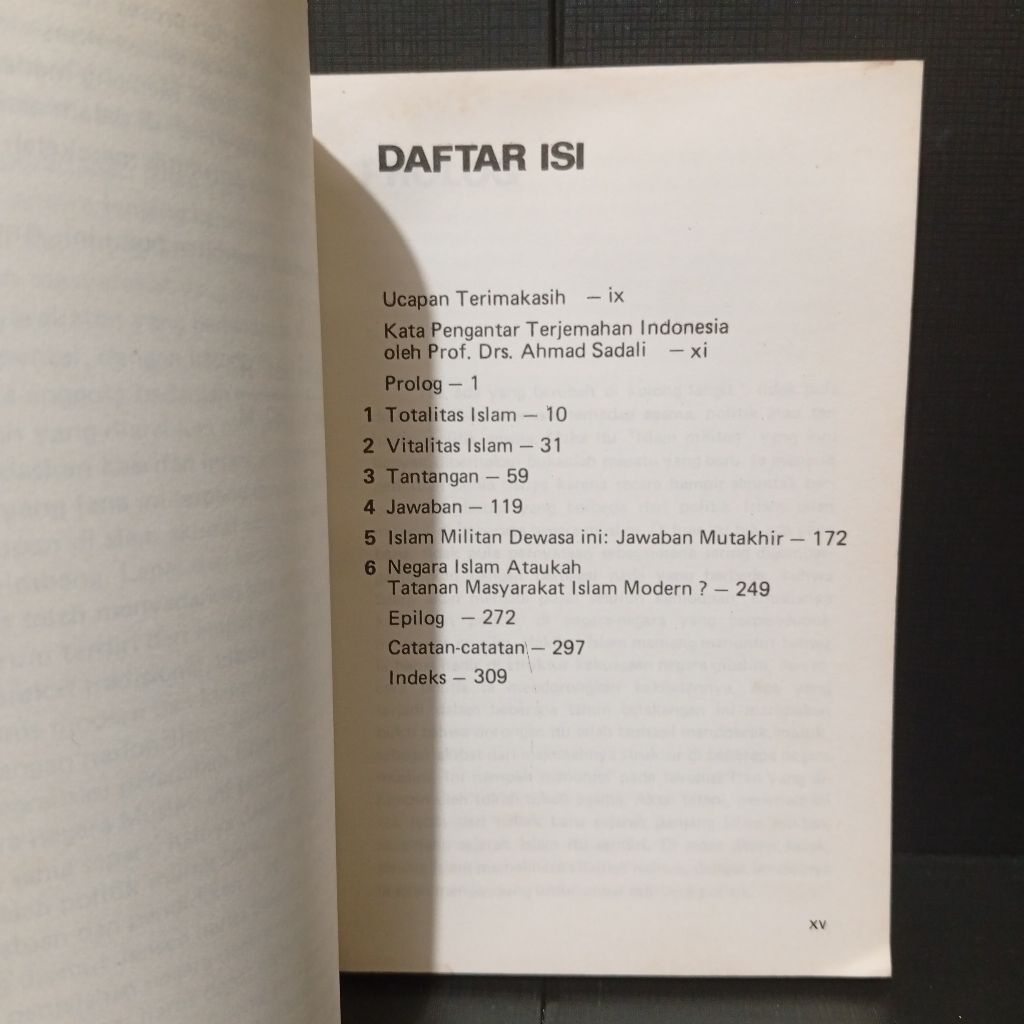 DAFTAR ISI
Ucapan Terimakasih — ix
Kata Pengantar Terjemahan Indonesia
oleh Prof. Drs. Ahmad Sadali — xi
Prolog — 1
1 Totalitas Islam — 10
2 Vitalitas Islam — 31
3 Tantangan — 59
4 Jawaban — 119
5 Islam Militan Dewasa ini: Jawaban Mutakhir — 172
6 Negara Islam Ataukah
Tatanan Masyarakat Islam Modern ? — 249
Epilog — 272
Catatan-catatan — 297
Indeks — 309
xv